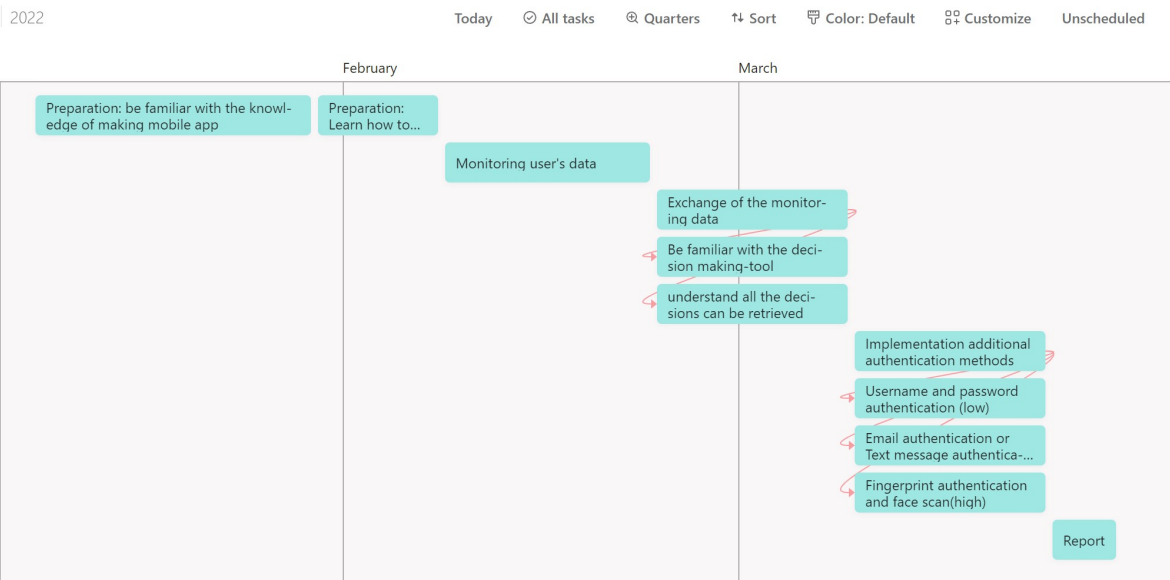 2022
Today
All tasks
Quarters
Sort
Color: Default
Customize
Unscheduled
February
March
Preparation: be familiar with the knowl-
edge of making mobile app
Preparation:
Learn how to...
Monitoring user's data
Exchange of the monitor-
ing data
Be familiar with the deci-
sion making-tool
understand all the deci-
sions can be retrieved
Implementation additional
authentication methods
Username and password
authentication (low)
Email authentication or
Text message authentica-...
Fingerprint authentication
and face scan(high)
Report